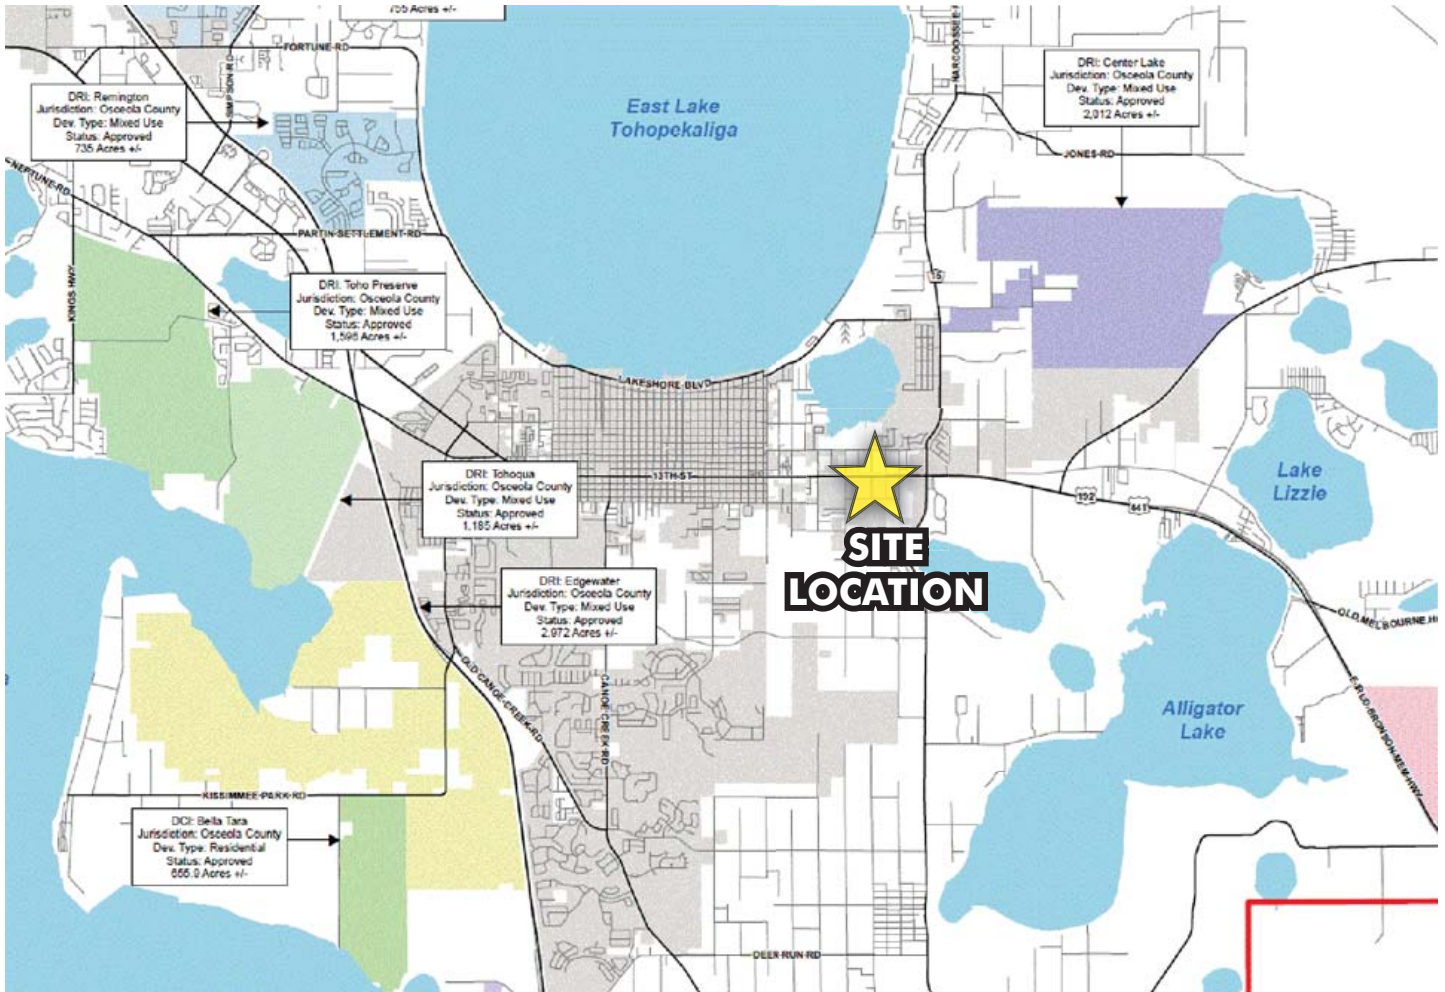 755 Acres +/-
FORTUNE-RD
SIMPSON-RD
NARCOOSSEE
DRI: Remington
Jurisdiction: Osceola County
Dev. Type: Mixed Use
Status: Approved
735 Acres +/-
East Lake
Tohopekaliga
DRI: Center Lake
Jurisdiction: Osceola County
Dev. Type: Mixed Use
Status: Approved
2,012 Acres +/-
JONES-RD
NEPTUNE-RD
PARTIN-SETTLEMENT-RD
KINGS-HWY
DRI: Toho Preserve
Jurisdiction: Osceola County
Dev. Type: Mixed Use
Status: Approved
15
LAKESHORE-BLVD
13TH-ST
DRI: Tohoqua
Jurisdiction: Osceola County
Dev. Type: Mixed Use
Status: Approved
1,185 Acres +/-
Lake
Lizzie
192
441
SITE
LOCATION
DRI: Edgewater
Jurisdiction: Osceola County
Dev. Type: Mixed Use
Status: Approved
2,972 Acres +/-
OLD-MELBOURNE-H
OLD-CANOE-CREEK-RD
CANOE-CREEK-RD
Alligator
Lake
E-R-L-O-BRONSON-MEM-HWY
KISSIMMEE-PARK-RD
DCI: Bella Tara
Jurisdiction: Osceola County
Dev. Type: Residential
Status: Approved
DEER-RUN-RD